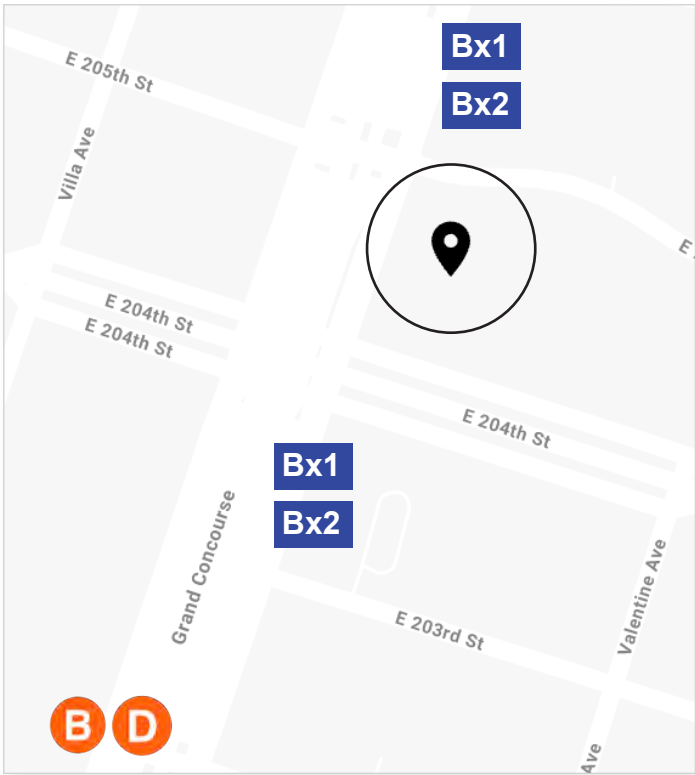 Bx1
E 205th St
Bx2
Villa Ave
E
E 204th St
E 204th St
E 204th St
Bx1
Bx2
Grand Concourse
Valentine Ave
E 203rd St
B
D
Ave